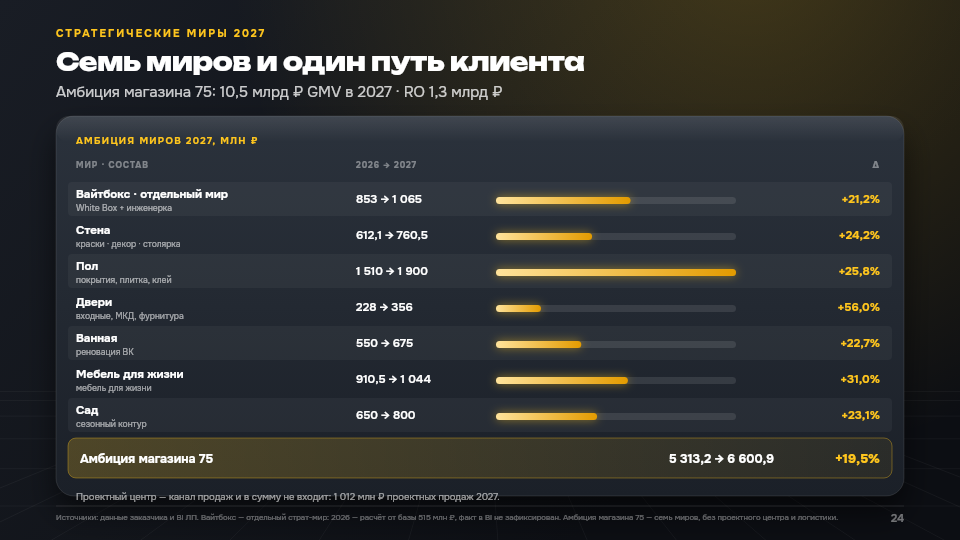 СТРАТЕГИЧЕСКИЕ МИРЫ 2027
Семь миров и один путь клиента
Амбиция магазина 75: 10,5 млрд ₽ GMV в 2027 · RO 1,3 млрд ₽
АМБИЦИЯ МИРОВ 2027, МЛН ₽
МИР · СОСТАВ 2026 → 2027 Δ
Вайтбокс · отдельный мир 853 → 1 065 +21,2%
White Box + инженерка
Стена 612,1 → 760,5 +24,2%
краски · декор · столярка
Пол 1 510 → 1 900 +25,8%
покрытия, плитка, клей
Двери 228 → 356 +56,0%
входные, МКД, фурнитура
Ванная 550 → 675 +22,7%
реновация ВК
Мебель для жизни 910,5 → 1 044 +31,0%
мебель для жизни
Сад 650 → 800 +23,1%
сезонный контур
Амбиция магазина 75 5 313,2 → 6 600,9 +19,5%
Проектный центр — канал продаж и в сумму не входит: 1 012 млн ₽ проектных продаж 2027.
Источники: данные заказчика и BI ЛП. Вайтбокс — отдельный страт-мир: 2026 — расчёт от базы 515 млн ₽, факт в BI не зафиксирован. Амбиция магазина 75 — семь миров, без проектного центра и логистики.
24